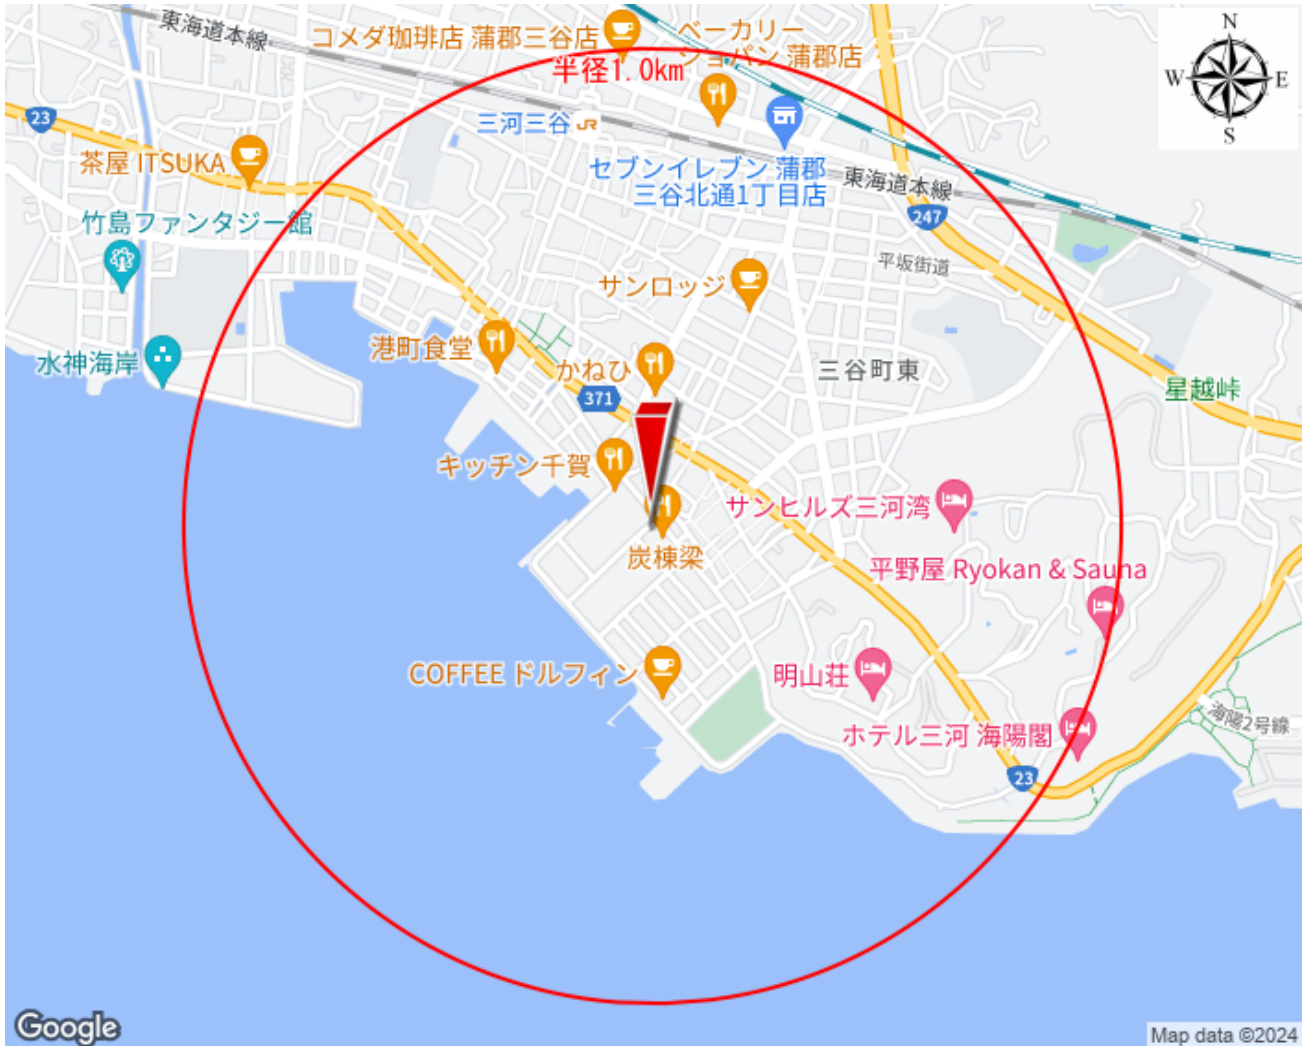 東海道本線
コメダ珈琲店 蒲郡三谷店
ベーカリー
ショパン 蒲郡店
半径1.0km
N
W
E
S
23
三河三谷
茶屋 ITSUKA
セブンイレブン 蒲郡
三谷北通1丁目店
東海道本線
247
竹島ファンタジー館
平坂街道
サンロッジ
港町食堂
水神海岸
かねひ
三谷町東
371
星越峠
キッチン千賀
サンヒルズ三河湾
炭棟梁
平野屋 Ryokan & Sauna
COFFEE ドルフィン
明山荘
ホテル三河 海陽閣
海陽2号線
23
Google
Map data ©2024